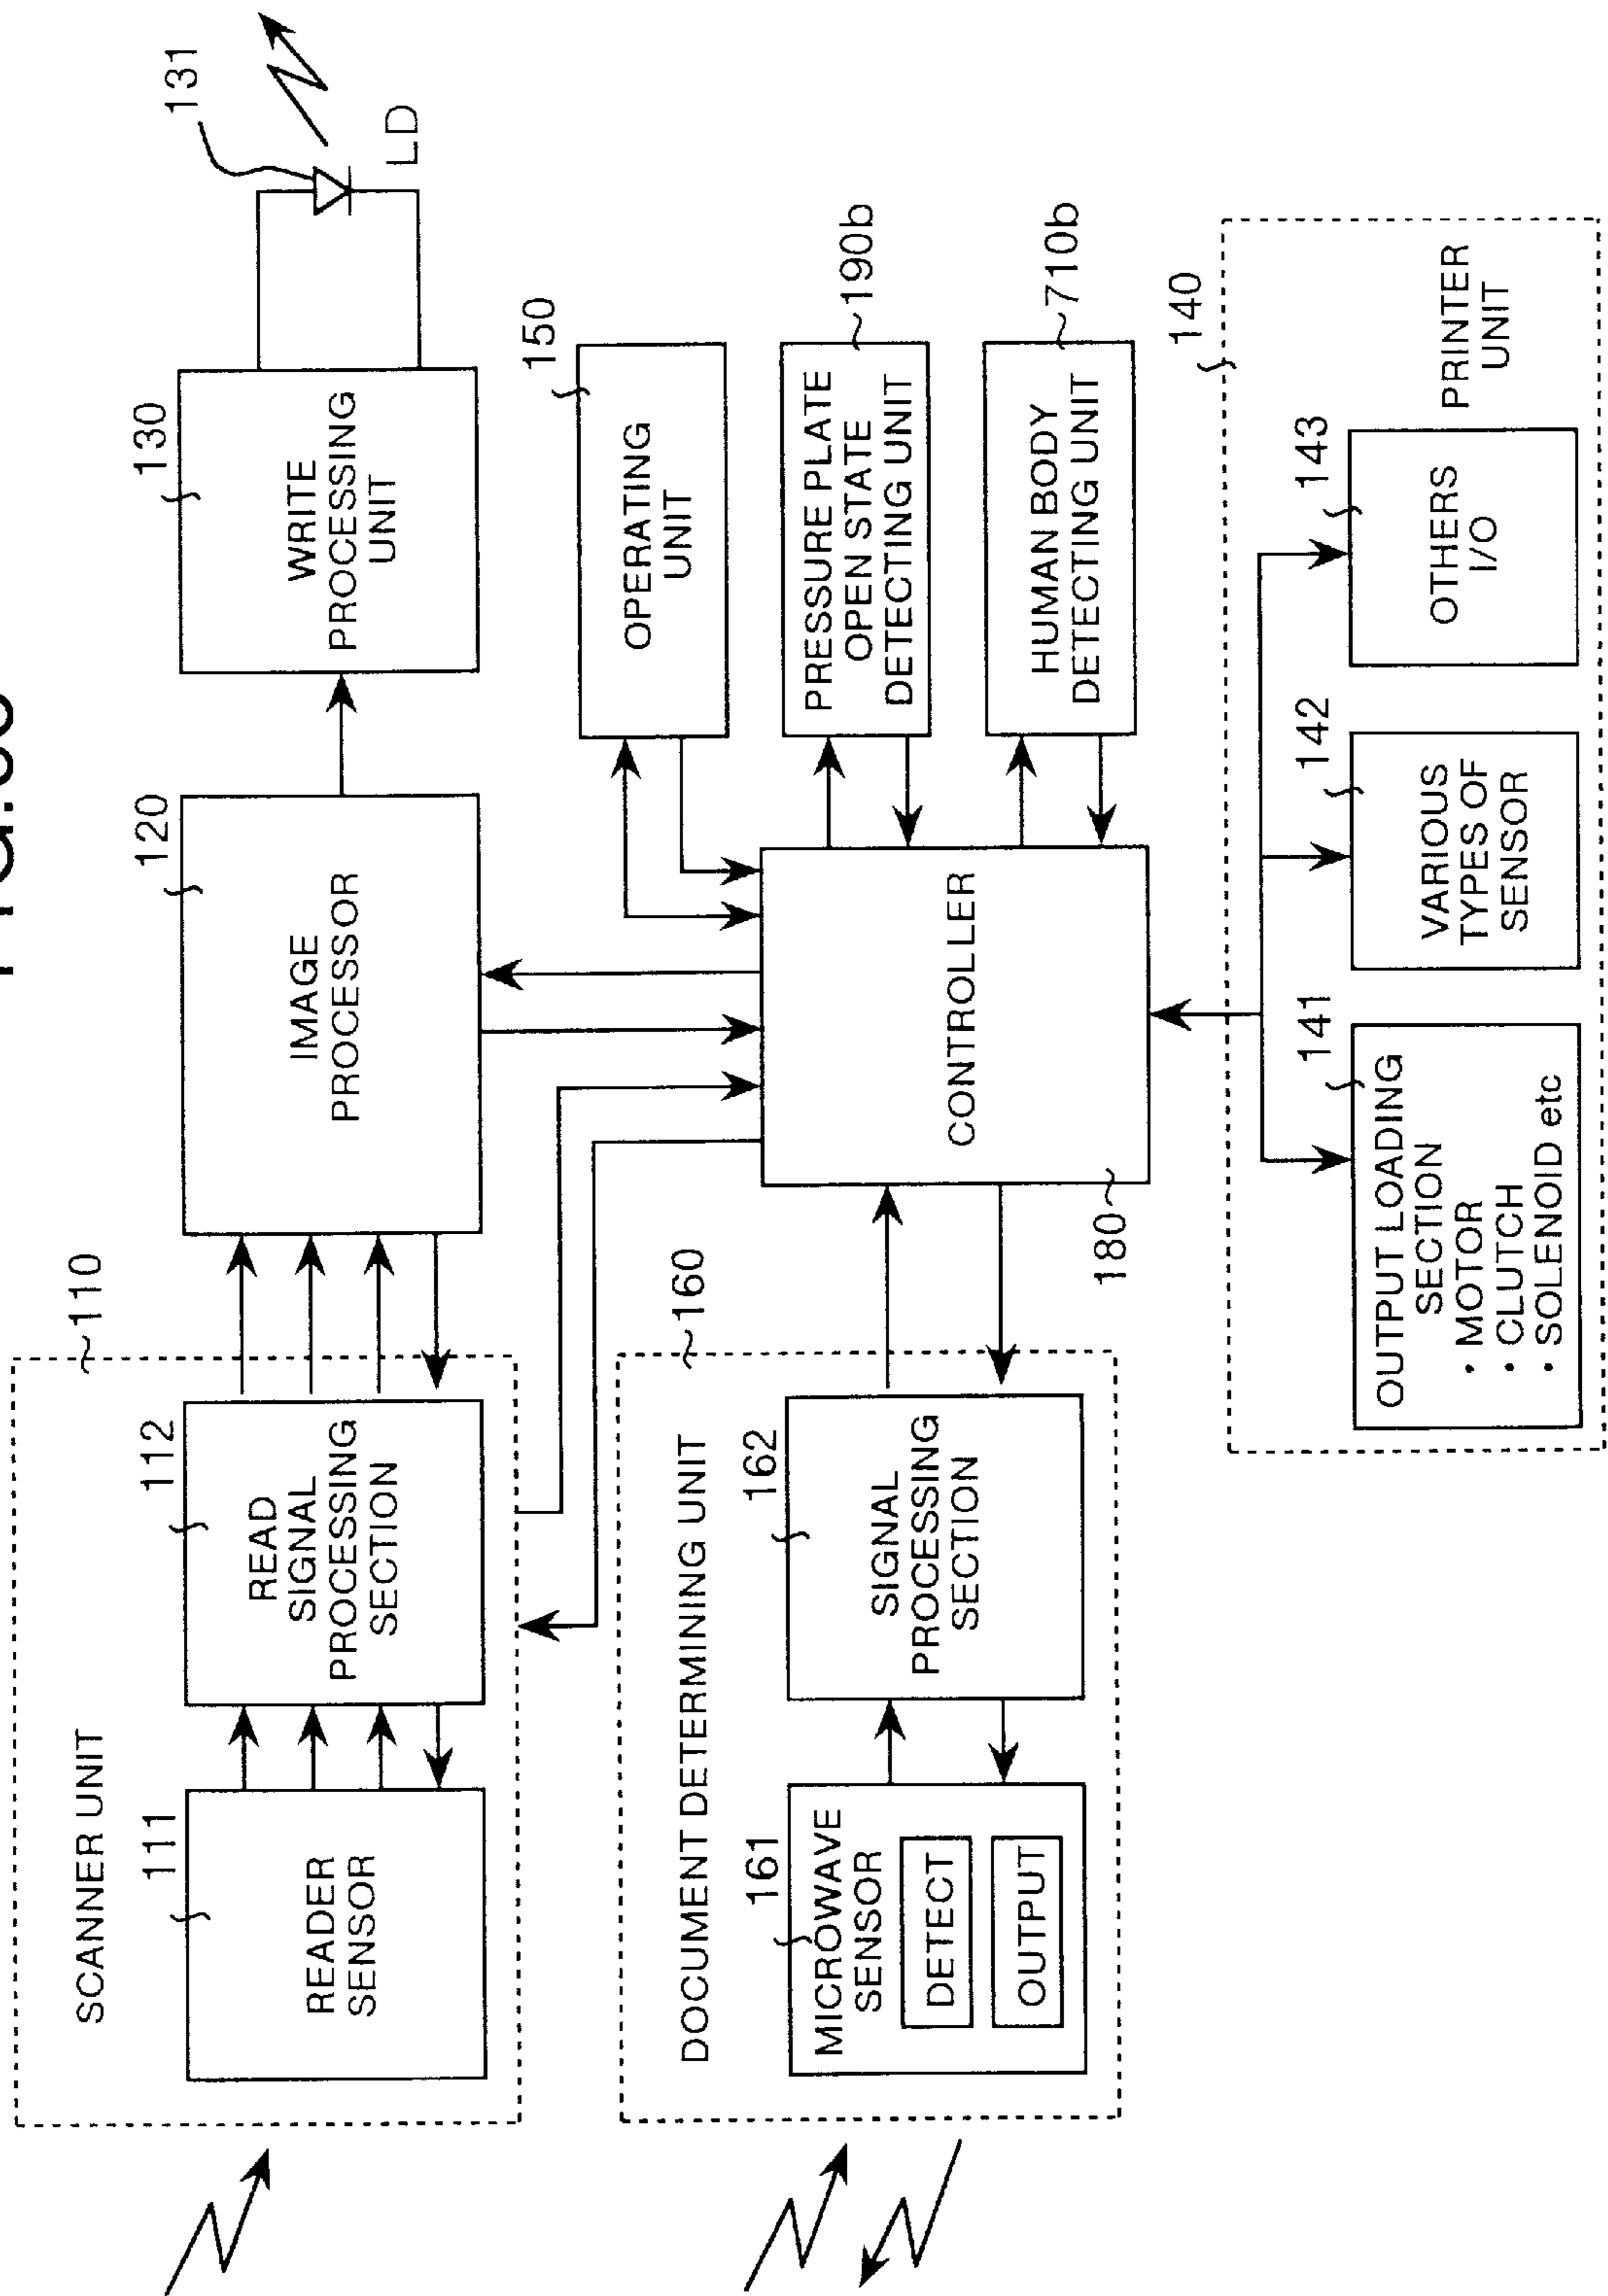 SCANNER UNIT
~110
111
READER
SENSOR
112
READ
SIGNAL
PROCESSING
SECTION
120
IMAGE
PROCESSOR
130
WRITE
PROCESSING
UNIT
131
LD
150
OPERATING
UNIT
PRESSURE PLATE
OPEN STATE
DETECTING UNIT
~190b
HUMAN BODY
DETECTING UNIT
~710b
DOCUMENT DETERMINING UNIT
~160
161
MICROWAVE
SENSOR
DETECT
OUTPUT
162
SIGNAL
PROCESSING
SECTION
CONTROLLER
180
140
PRINTER
UNIT
141
OUTPUT LOADING
SECTION
• MOTOR
• CLUTCH
• SOLENOID etc
142
VARIOUS
TYPES OF
SENSOR
143
OTHERS
I/O